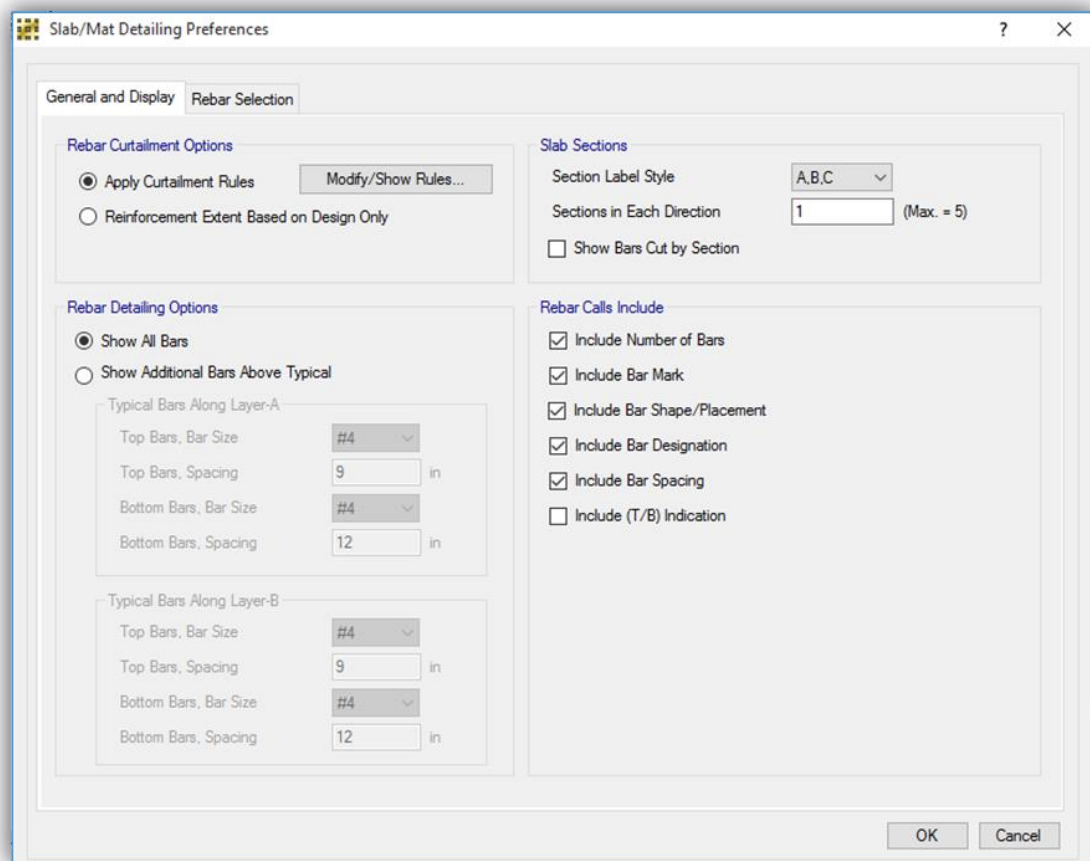 Slab/Mat Detailing Preferences
?
General and Display
Rebar Selection
Rebar Curtailment Options
Apply Curtailment Rules
Modify/Show Rules...
Reinforcement Extent Based on Design Only
Slab Sections
Section Label Style
A,B,C
Sections in Each Direction
1
(Max. = 5)
Show Bars Cut by Section
Rebar Detailing Options
Show All Bars
Show Additional Bars Above Typical
Typical Bars Along Layer-A
Top Bars, Bar Size
#4
Top Bars, Spacing
9
in
Bottom Bars, Bar Size
#4
Bottom Bars, Spacing
12
in
Typical Bars Along Layer-B
Top Bars, Bar Size
#4
Top Bars, Spacing
9
in
Bottom Bars, Bar Size
#4
Bottom Bars, Spacing
12
in
Rebar Calls Include
Include Number of Bars
Include Bar Mark
Include Bar Shape/Placement
Include Bar Designation
Include Bar Spacing
Include (T/B) Indication
OK
Cancel